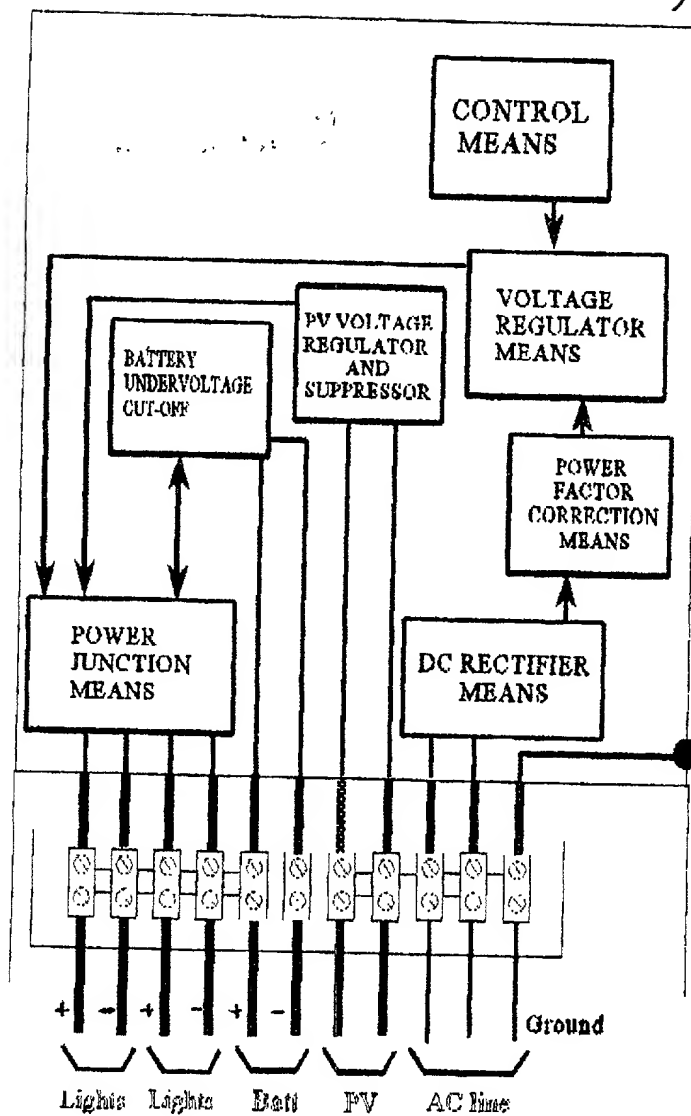 CONTROL
MEANS
VOLTAGE
REGULATOR
MEANS
PV VOLTAGE
REGULATOR
AND
SUPPRESSOR
BATTERY
UNDERVOLTAGE
CUT-OFF
POWER
FACTOR
CORRECTION
MEANS
POWER
JUNCTION
MEANS
DC RECTIFIER
MEANS
+ - + - + -
Ground
Lights Lights Batt PV AC line